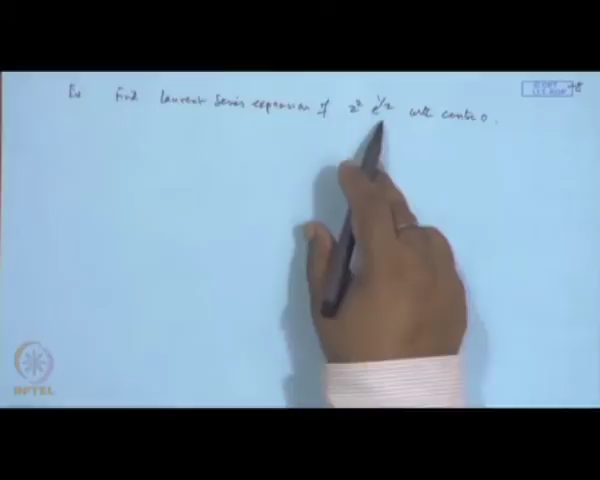 Ex Find Laurent Series expansion of z² e^{1/z} with centre 0.
NPTEL